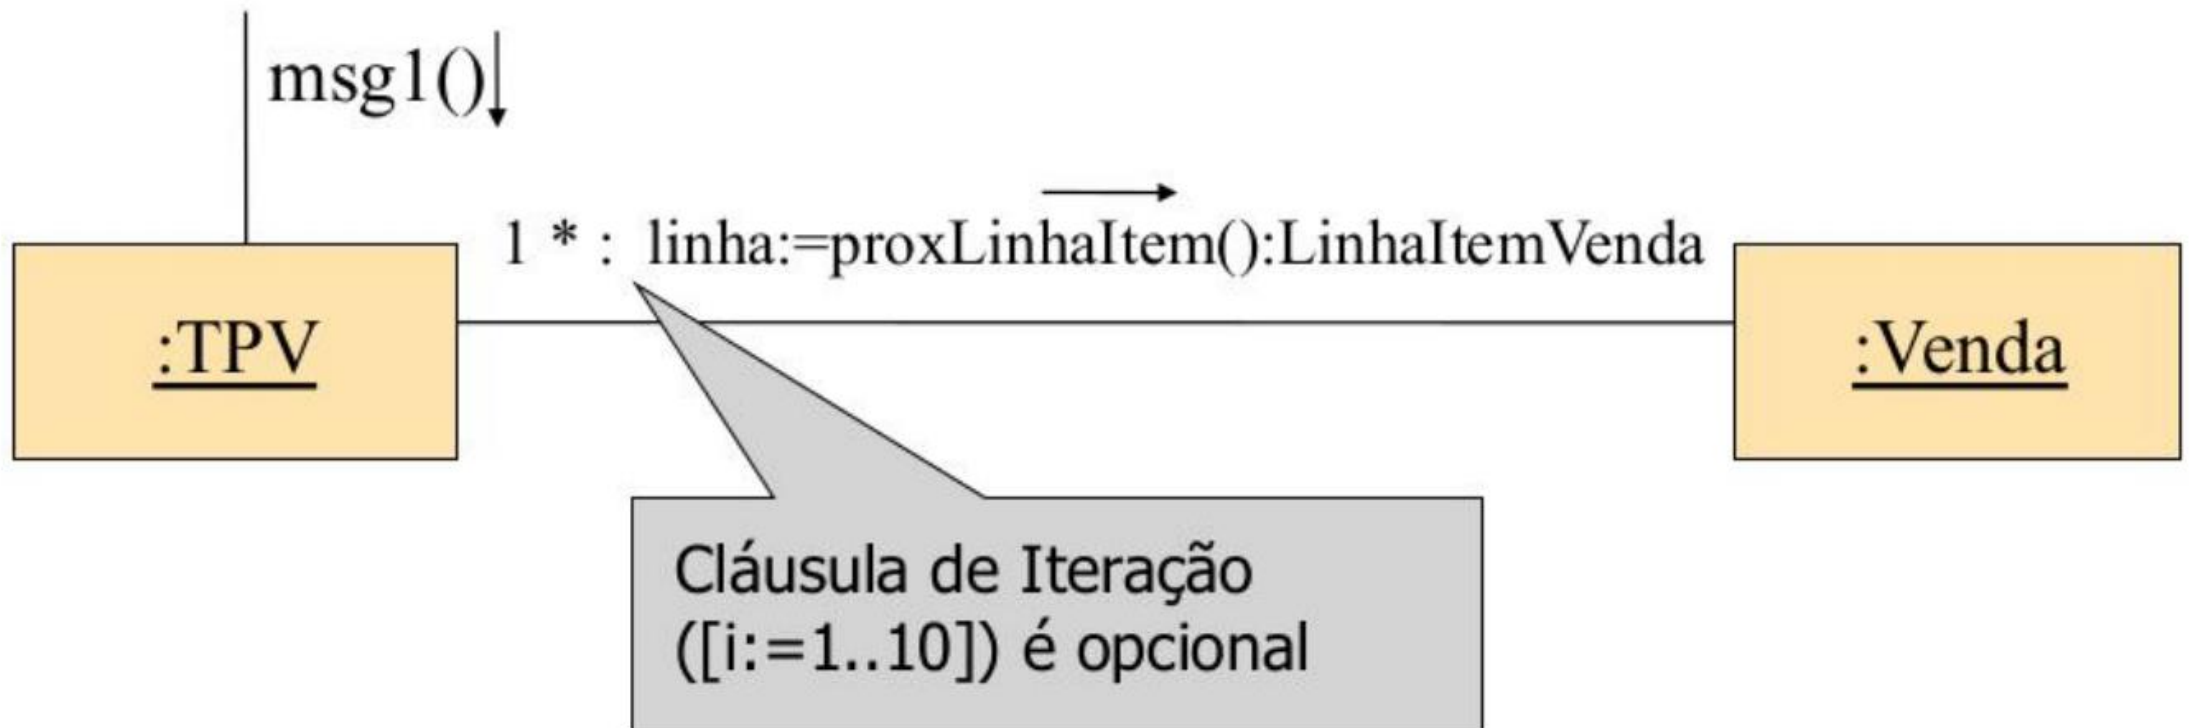 msg1()
1 * : linha:=proxLinhaItem():LinhaItemVenda
:TPV
:Venda
Cláusula de Iteração
([i:=1..10]) é opcional